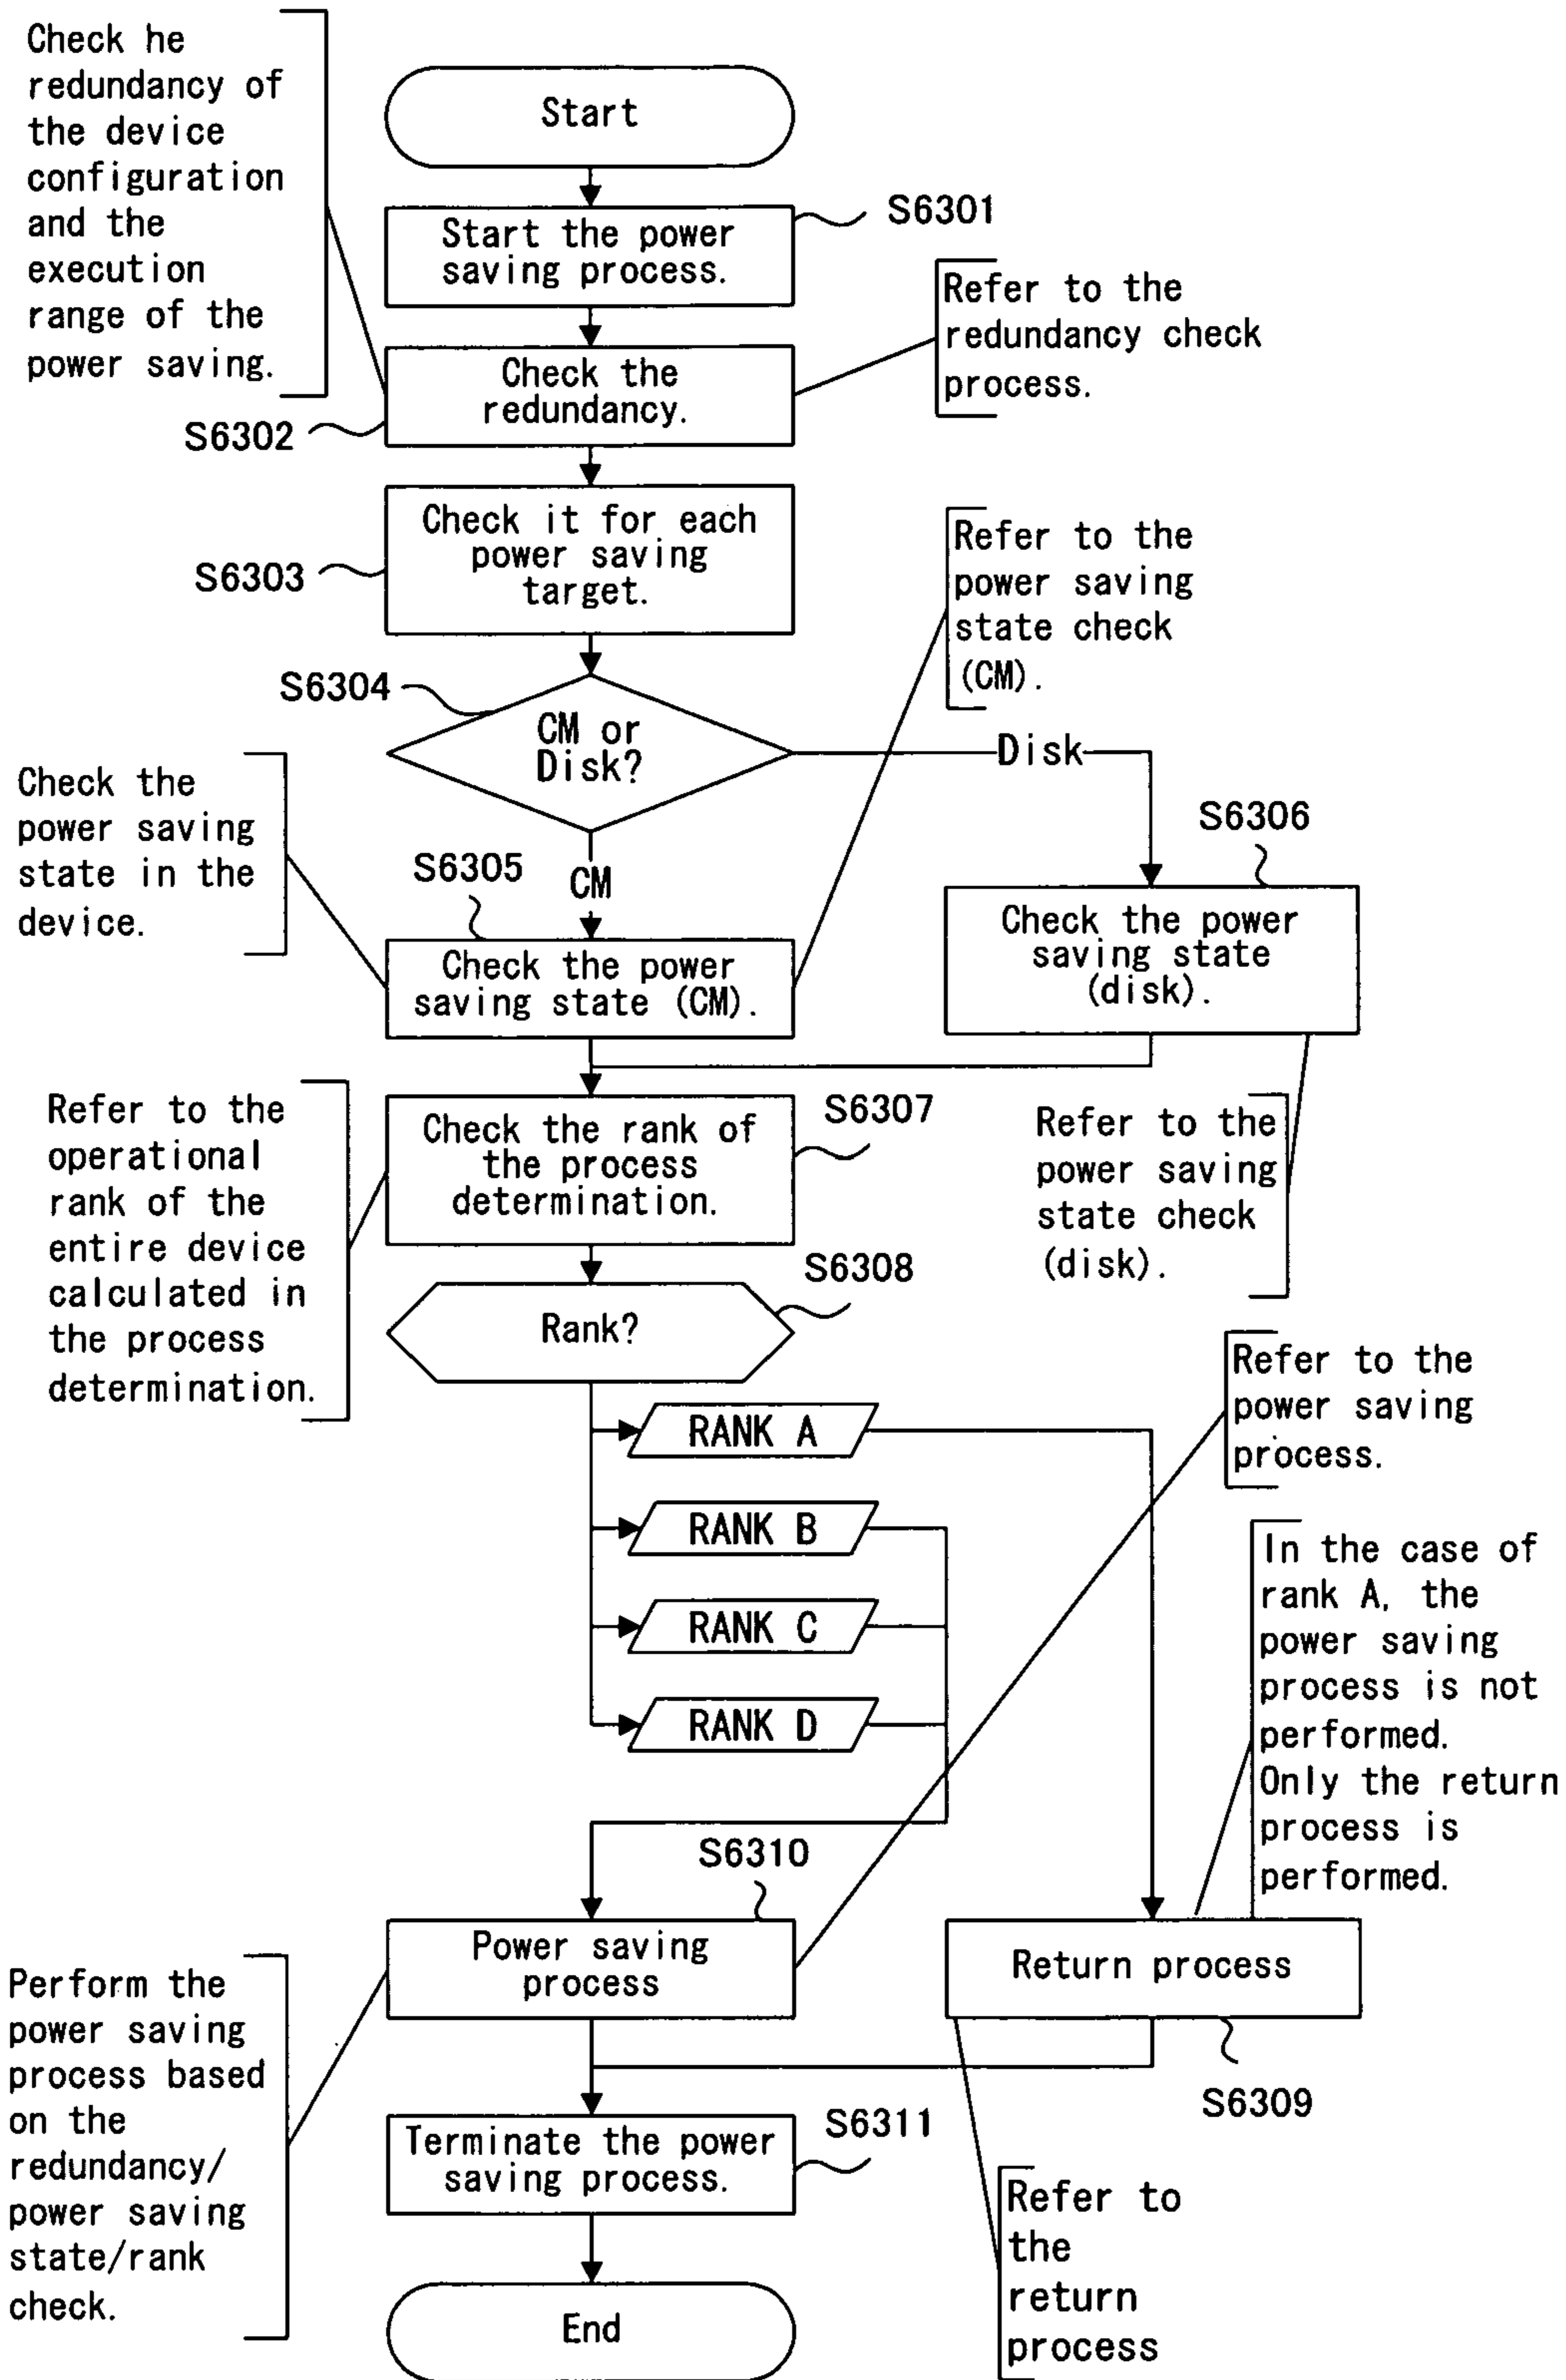 Check he
redundancy of
the device
configuration
and the
execution
range of the
power saving.
Start
S6301
Start the power
saving process.
Refer to the
redundancy check
process.
Check the
redundancy.
S6302
Check it for each
power saving
target.
S6303
Refer to the
power saving
state check
(CM).
S6304
CM or
Disk?
Disk
Check the
power saving
state in the
device.
S6305
CM
S6306
Check the power
saving state (CM).
Check the power
saving state
(disk).
Refer to the
operational
rank of the
entire device
calculated in
the process
determination.
Check the rank of
the process
determination.
S6307
Refer to the
power saving
state check
(disk).
S6308
Rank?
Refer to the
power saving
process.
RANK A
RANK B
RANK C
RANK D
In the case of
rank A, the
power saving
process is not
performed.
Only the return
process is
performed.
S6310
Power saving
process
Return process
S6309
Perform the
power saving
process based
on the
redundancy/
power saving
state/rank
check.
Terminate the power
saving process.
S6311
Refer to
the
return
process
End